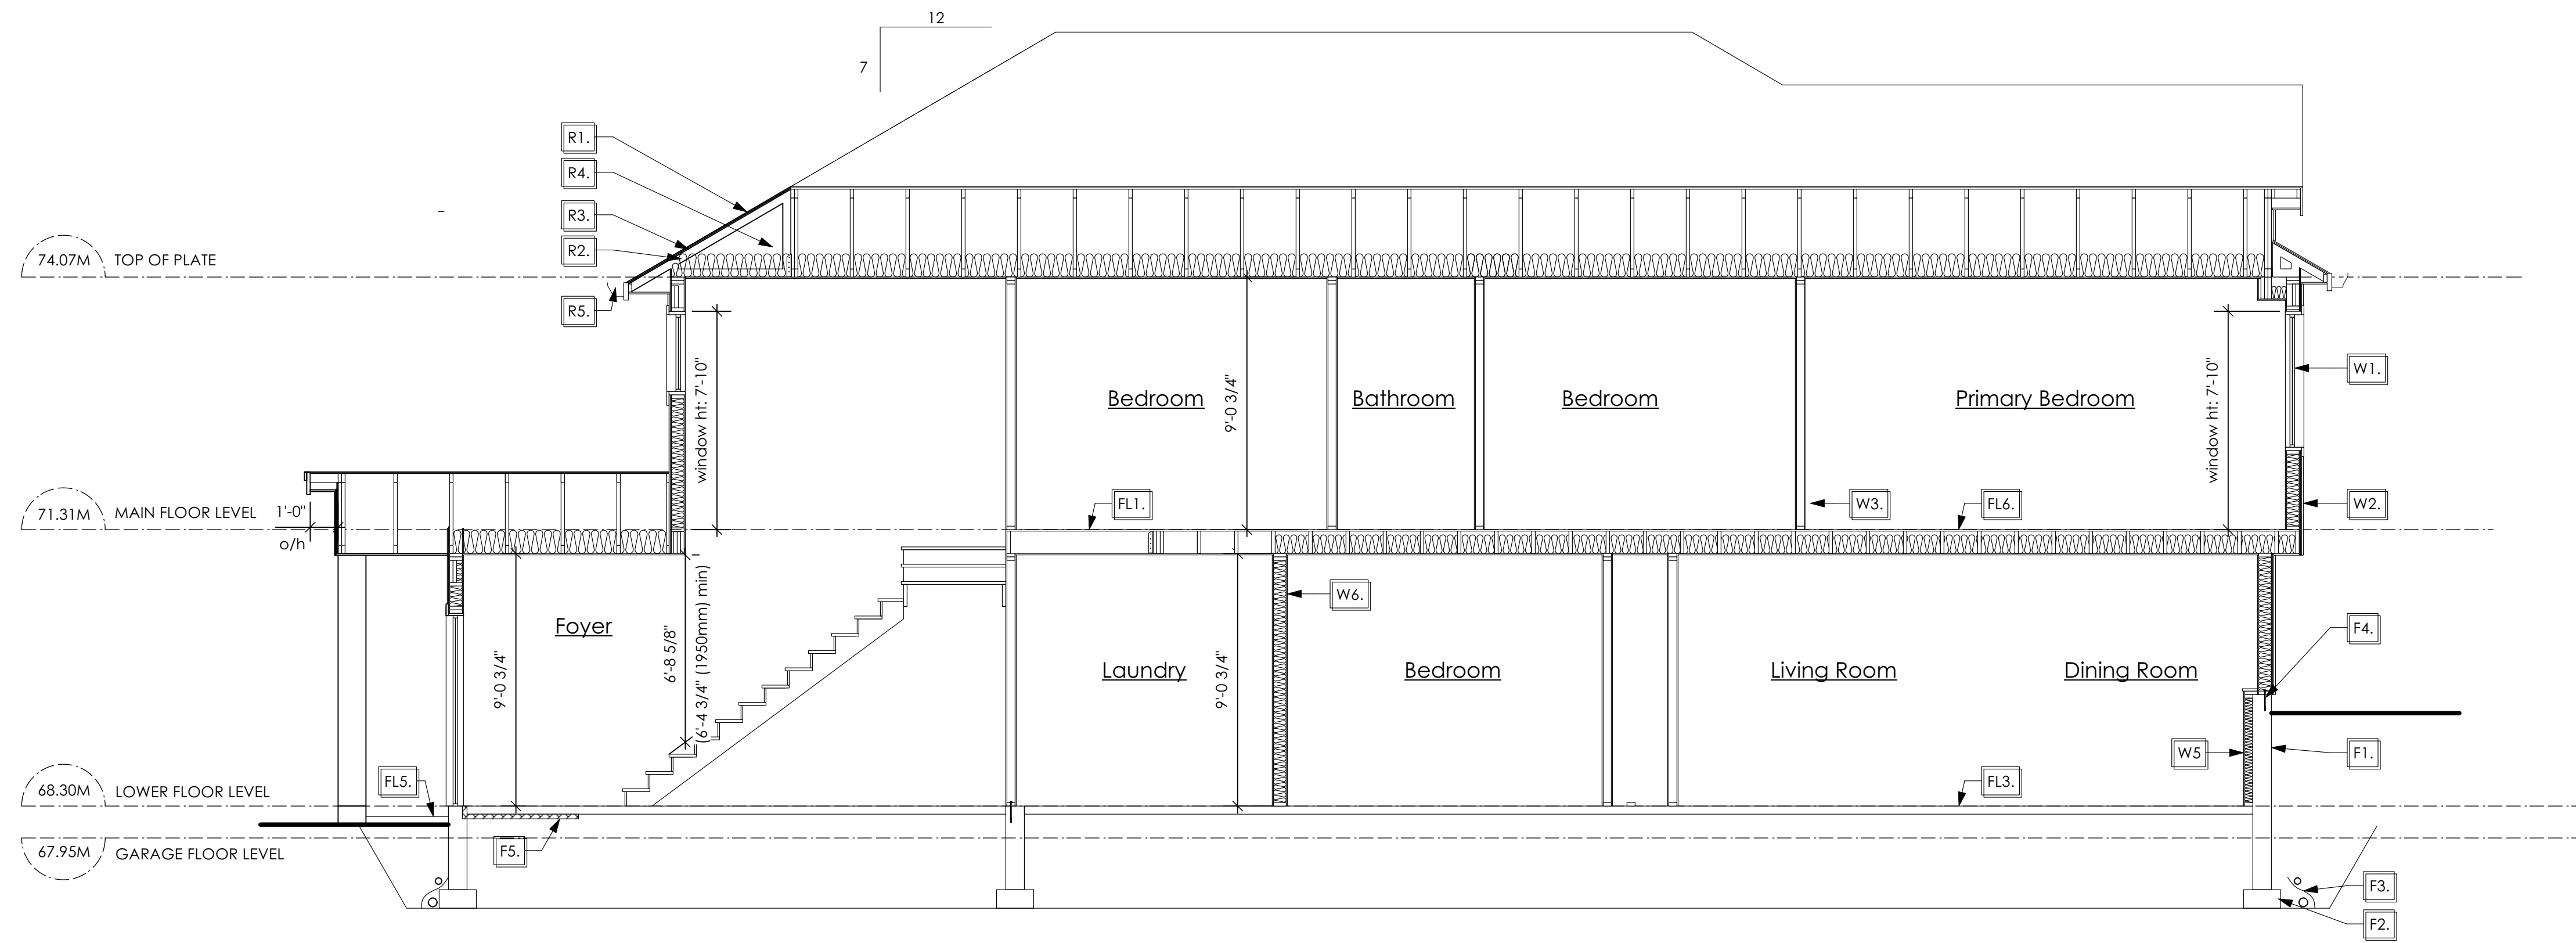 12
7
R1.
R4.
R3.
R2.
R5.
74.07M TOP OF PLATE
window ht: 7'-10"
Bedroom
9'-0 3/4"
Bathroom
Bedroom
Primary Bedroom
window ht: 7'-10"
W1.
FL1.
W3.
FL6.
W2.
71.31M MAIN FLOOR LEVEL
1'-0"
o/h
Foyer
9'-0 3/4"
6'-8 5/8"
(6'-4 3/4" (1950mm) min)
W6.
F4.
Laundry
9'-0 3/4"
Bedroom
Living Room
Dining Room
W5
F1.
FL5.
FL3.
68.30M LOWER FLOOR LEVEL
67.95M GARAGE FLOOR LEVEL
F5.
F3.
F2.